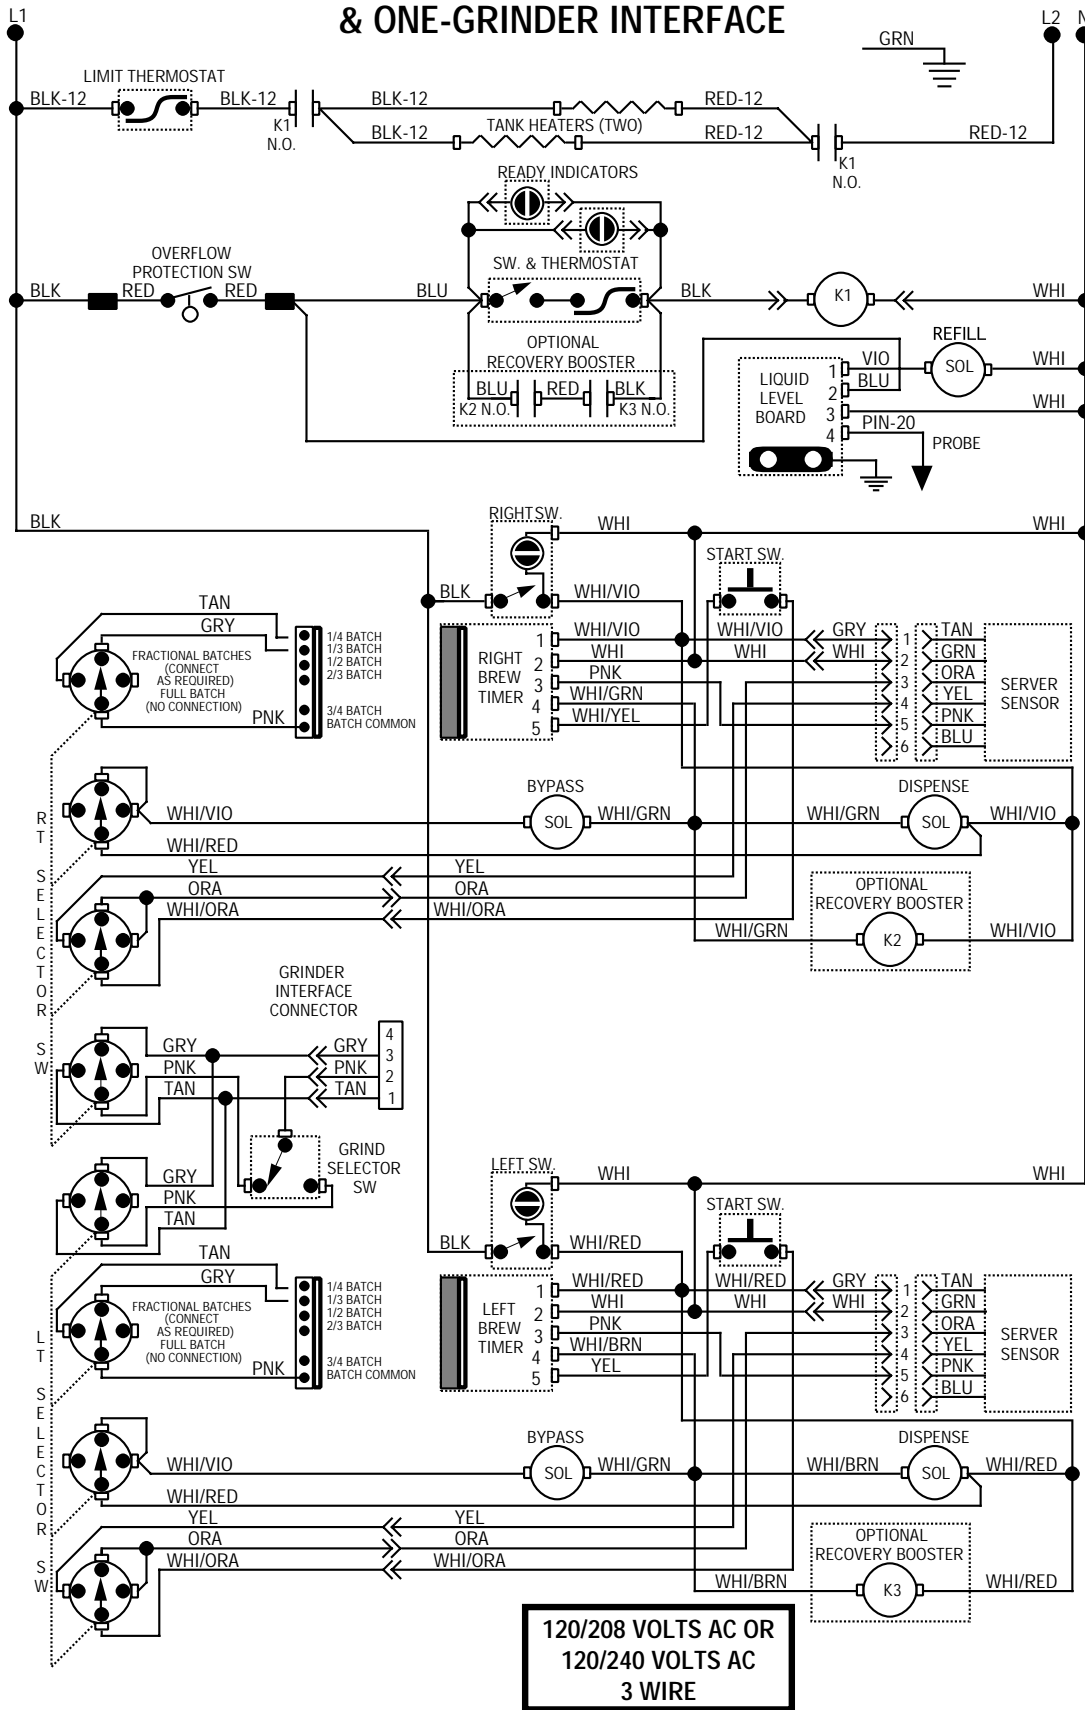 & ONE-GRINDER INTERFACE
L1
L2 N
GRN
LIMIT THERMOSTAT
BLK-12 BLK-12 BLK-12 RED-12
K1
N.O.
TANK HEATERS (TWO)
BLK-12 RED-12 RED-12
K1
N.O.
READY INDICATORS
OVERFLOW
PROTECTION SW
SW. & THERMOSTAT
BLK RED RED BLU BLK K1 WHI
OPTIONAL
RECOVERY BOOSTER
BLU RED BLK
K2 N.O. K3 N.O.
REFILL
SOL WHI
LIQUID
LEVEL
BOARD
1 VIO
2 BLU
3 WHI
4 PIN-20
PROBE
BLK
RIGHT SW.
WHI WHI
START SW.
BLK WHI/VIO
TAN
GRY
FRACTIONAL BATCHES
(CONNECT
AS REQUIRED)
FULL BATCH
(NO CONNECTION)
PNK
1/4 BATCH
1/3 BATCH
1/2 BATCH
2/3 BATCH
3/4 BATCH
BATCH COMMON
RIGHT
BREW
TIMER
1 WHI/VIO WHI/VIO GRY 1 TAN
2 WHI WHI WHI 2 GRN
3 PNK 3 ORA
4 WHI/GRN 4 YEL
5 WHI/YEL 5 PNK
6 BLU
SERVER
SENSOR
BYPASS DISPENSE
WHI/VIO SOL WHI/GRN WHI/GRN SOL WHI/VIO
WHI/RED
YEL YEL
ORA ORA
WHI/ORA WHI/ORA
OPTIONAL
RECOVERY BOOSTER
WHI/GRN K2 WHI/VIO
RT SELECTOR SW
GRINDER
INTERFACE
CONNECTOR
4
GRY GRY 3
PNK PNK 2
TAN TAN 1
GRIND
SELECTOR
SW
GRY
PNK
TAN
LEFT SW.
WHI WHI
START SW.
BLK WHI/RED
TAN
GRY
FRACTIONAL BATCHES
(CONNECT
AS REQUIRED)
FULL BATCH
(NO CONNECTION)
PNK
1/4 BATCH
1/3 BATCH
1/2 BATCH
2/3 BATCH
3/4 BATCH
BATCH COMMON
LEFT
BREW
TIMER
1 WHI/RED WHI/RED GRY 1 TAN
2 WHI WHI WHI 2 GRN
3 PNK 3 ORA
4 WHI/BRN 4 YEL
5 YEL 5 PNK
6 BLU
SERVER
SENSOR
BYPASS DISPENSE
WHI/VIO SOL WHI/GRN WHI/BRN SOL WHI/RED
WHI/RED
YEL YEL
ORA ORA
WHI/ORA WHI/ORA
OPTIONAL
RECOVERY BOOSTER
WHI/BRN K3 WHI/RED
LT SELECTOR SW
120/208 VOLTS AC OR
120/240 VOLTS AC
3 WIRE